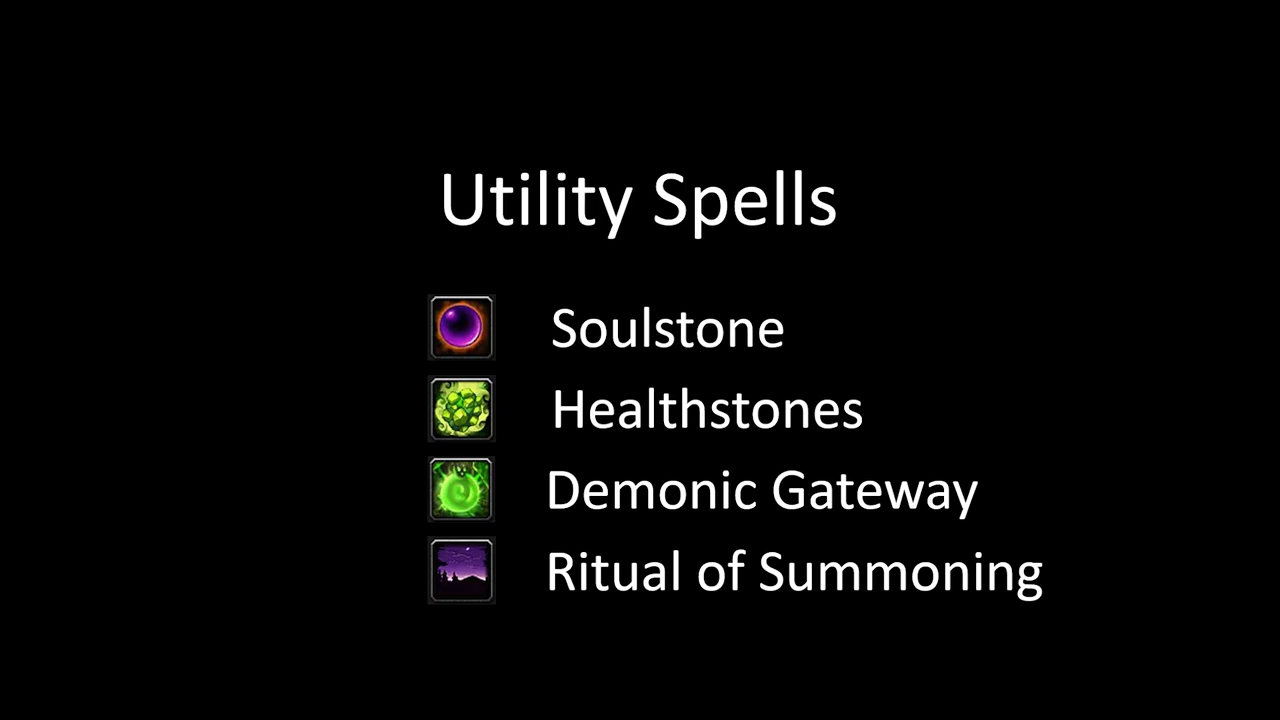 Utility Spells
Soulstone
Healthstones
Demonic Gateway
Ritual of Summoning